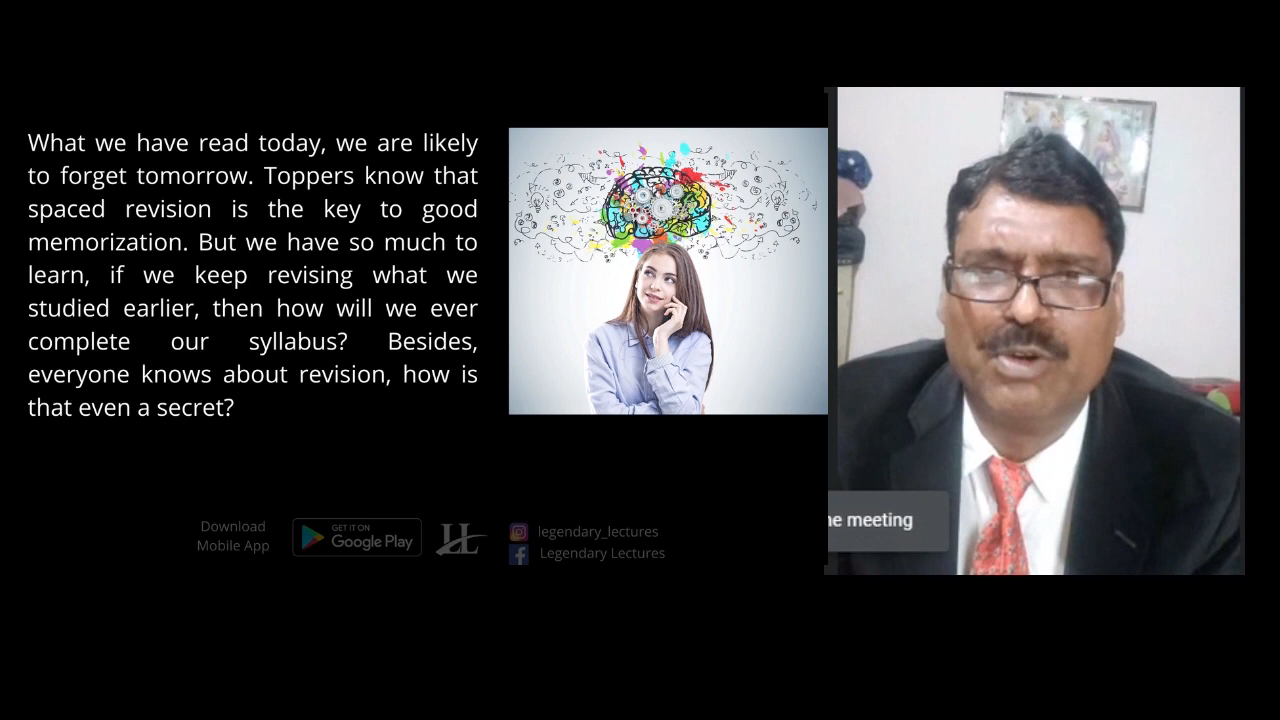 What we have read today, we are likely
to forget tomorrow. Toppers know that
spaced revision is the key to good
memorization. But we have so much to
learn, if we keep revising what we
studied earlier, then how will we ever
complete our syllabus? Besides,
everyone knows about revision, how is
that even a secret?
he meeting
Download
Mobile App
GET IT ON
Google Play
LL
legendary_lectures
Legendary Lectures